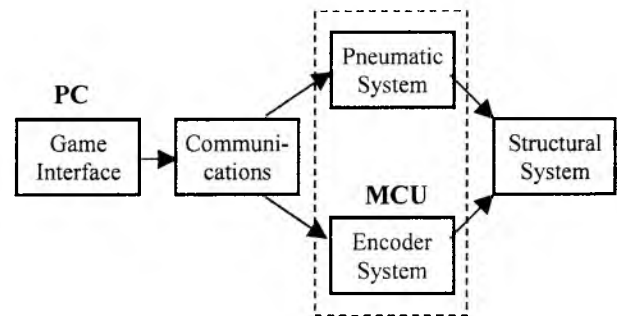 PC
Game
Interface
Communi-
cations
Pneumatic
System
MCU
Encoder
System
Structural
System